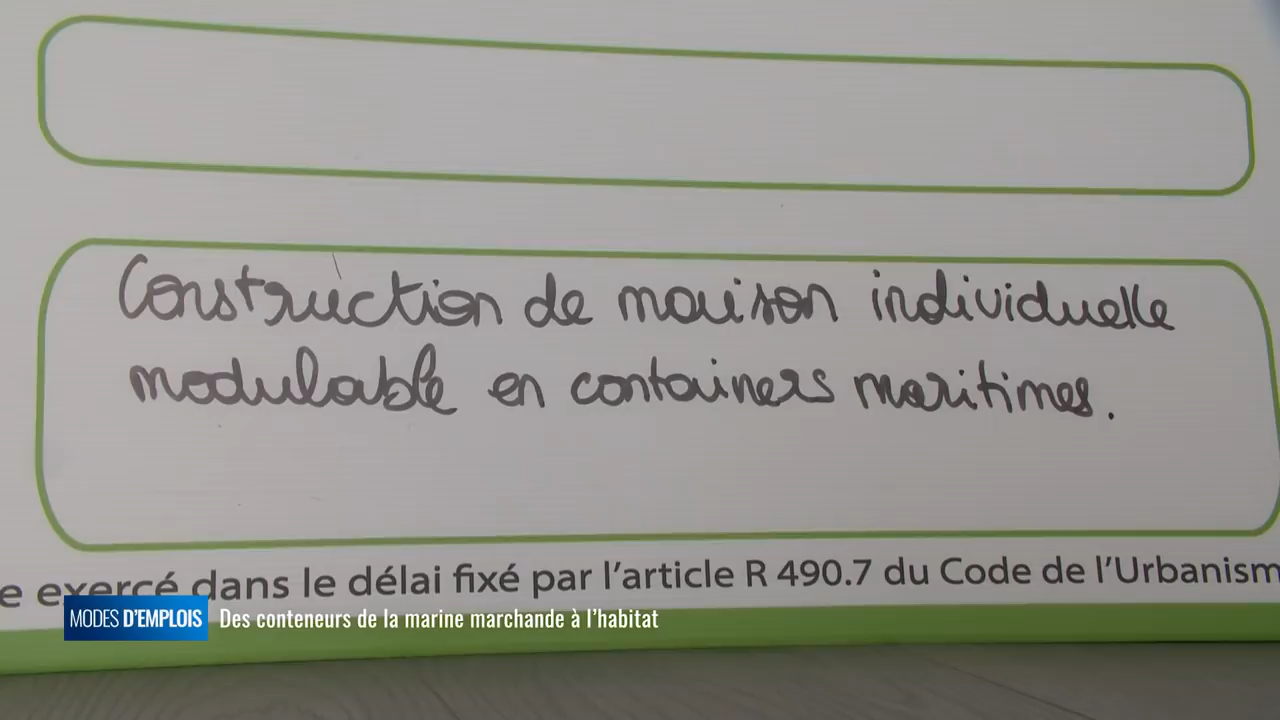 Construction de maison individuelle
modulable en containers maritimes.
e exercé dans le délai fixé par l'article R 490.7 du Code de l'Urbanism
MODES D'EMPLOIS Des conteneurs de la marine marchande à l'habitat